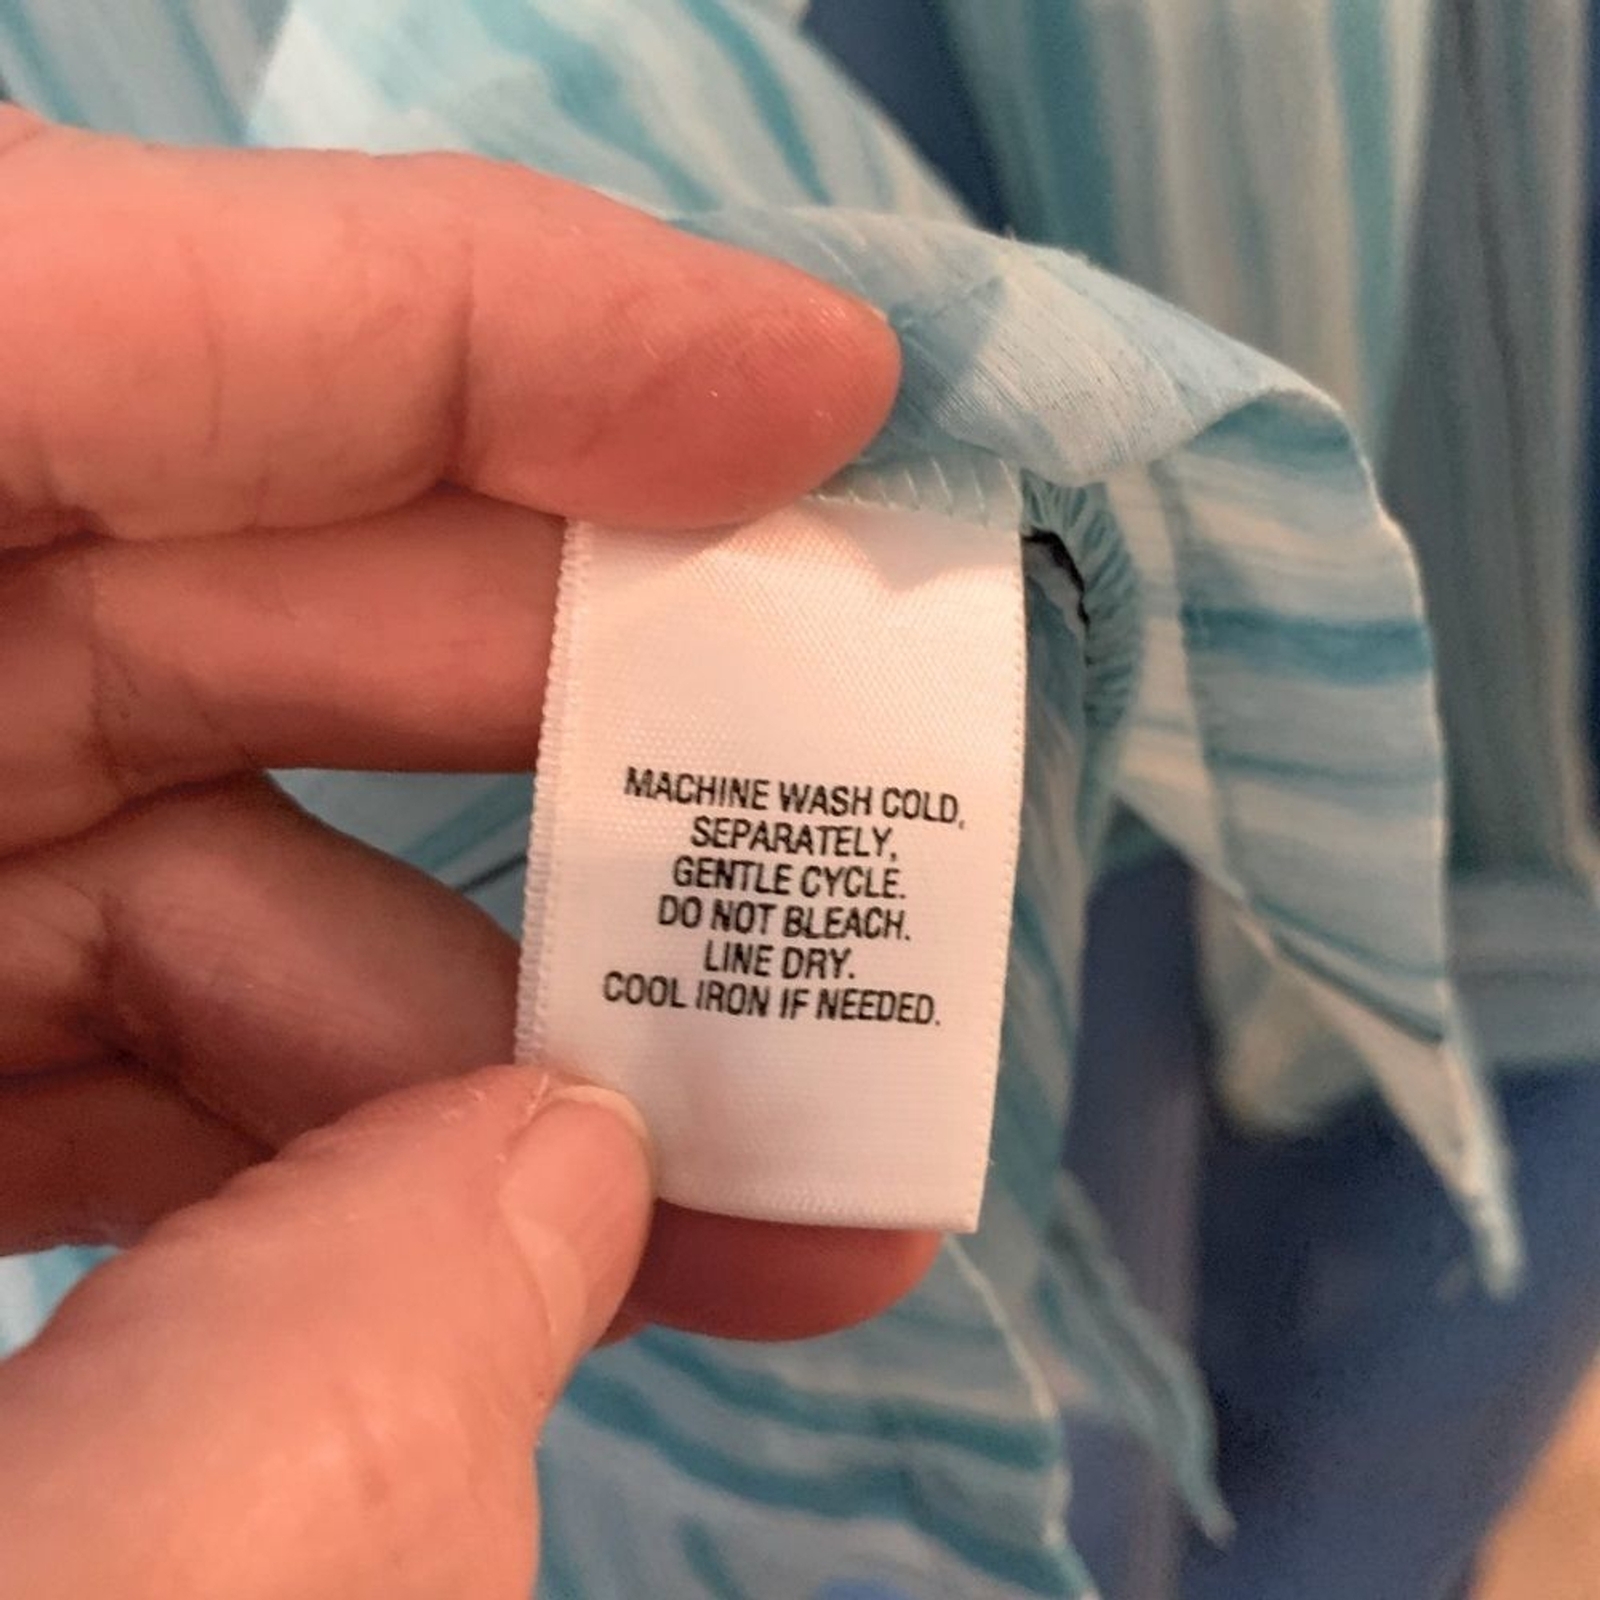 MACHINE WASH COLD,
SEPARATELY,
GENTLE CYCLE.
DO NOT BLEACH.
LINE DRY.
COOL IRON IF NEEDED.